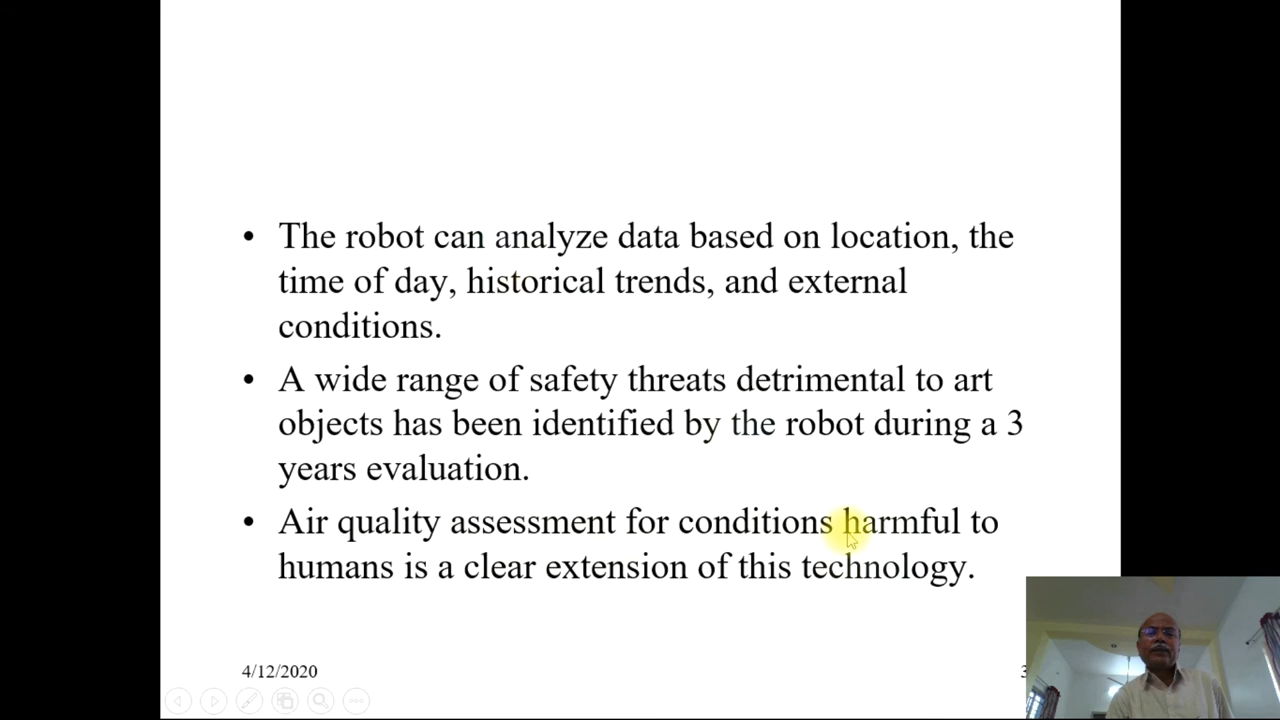 • The robot can analyze data based on location, the
time of day, historical trends, and external
conditions.
• A wide range of safety threats detrimental to art
objects has been identified by the robot during a 3
years evaluation.
• Air quality assessment for conditions harmful to
humans is a clear extension of this technology.
4/12/2020